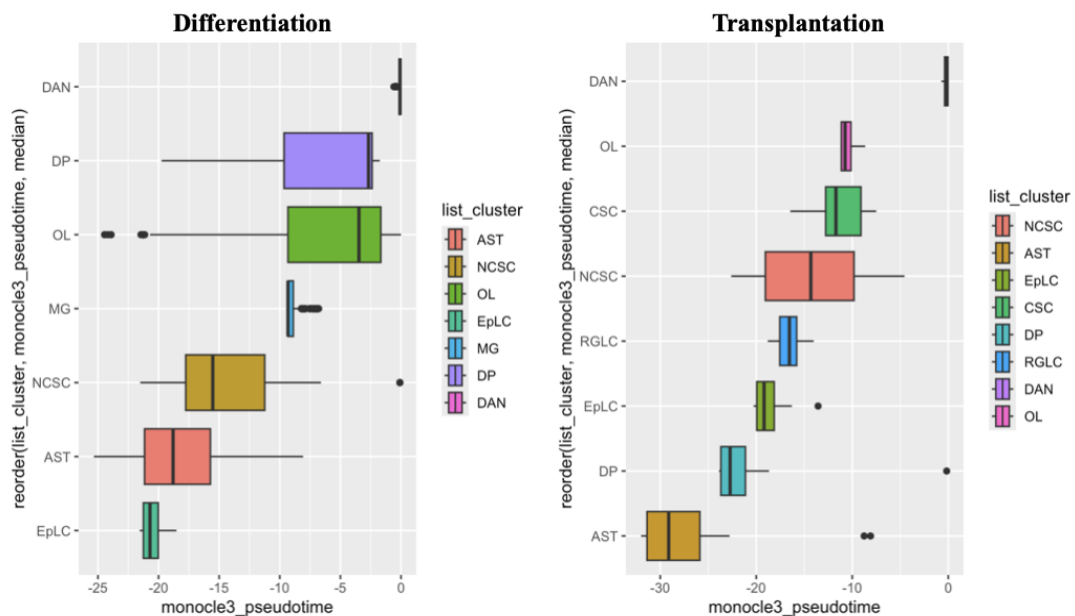 Differentiation
reorder(list_cluster, monocle3_pseudotime, median)
DAN
DP
OL
MG
NCSC
AST
EpLC
-25 -20 -15 -10 -5 0
monocle3_pseudotime
list_cluster
AST
NCSC
OL
EpLC
MG
DP
DAN
Transplantation
reorder(list_cluster, monocle3_pseudotime, median)
DAN
OL
CSC
NCSC
RGLC
EpLC
DP
AST
-30 -20 -10 0
monocle3_pseudotime
list_cluster
NCSC
AST
EpLC
CSC
DP
RGLC
DAN
OL